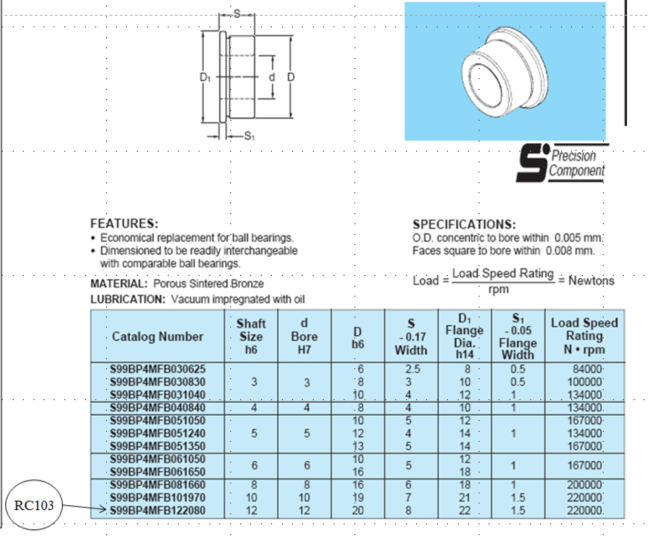 S
D₁
d
D
S₁
S Precision
Component
FEATURES:
• Economical replacement for ball bearings.
• Dimensioned to be readily interchangeable
with comparable ball bearings.
MATERIAL: Porous Sintered Bronze
LUBRICATION: Vacuum impregnated with oil
SPECIFICATIONS:
O.D. concentric to bore within 0.005 mm.
Faces square to bore within 0.008 mm.
Load = Load Speed Rating / rpm = Newtons
Catalog Number | Shaft Size h6 | d Bore H7 | D h6 | S - 0.17 Width | D₁ Flange Dia. h14 | S₁ - 0.05 Flange Width | Load Speed Rating N • rpm
S99BP4MFB030625 6 2.5 8 0.5 84000
S99BP4MFB030830 3 3 8 3 10 0.5 100000
S99BP4MFB031040 10 4 12 1 134000
S99BP4MFB040840 4 4 8 4 10 1 134000
S99BP4MFB051050 10 5 12 167000
S99BP4MFB051240 5 5 12 4 14 1 134000
S99BP4MFB051350 13 5 14 167000
S99BP4MFB061050 10 12
6 6 5 1 167000
S99BP4MFB061650 16 18
S99BP4MFB081660 8 8 16 6 18 1 200000
S99BP4MFB101970 10 10 19 7 21 1.5 220000
RC103 S99BP4MFB122080 12 12 20 8 22 1.5 220000